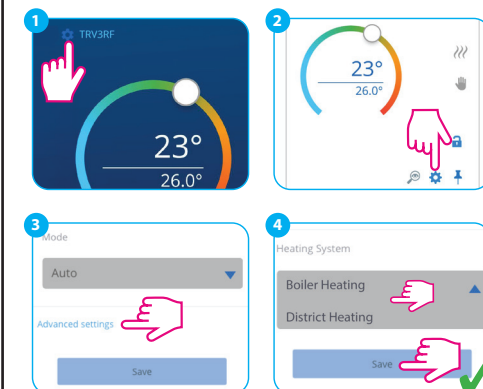 1
TRV3RF
23°
26.0°
2
23°
26.0°
3
Mode
Auto
Advanced settings
Save
4
Heating System
Boiler Heating
District Heating
Save